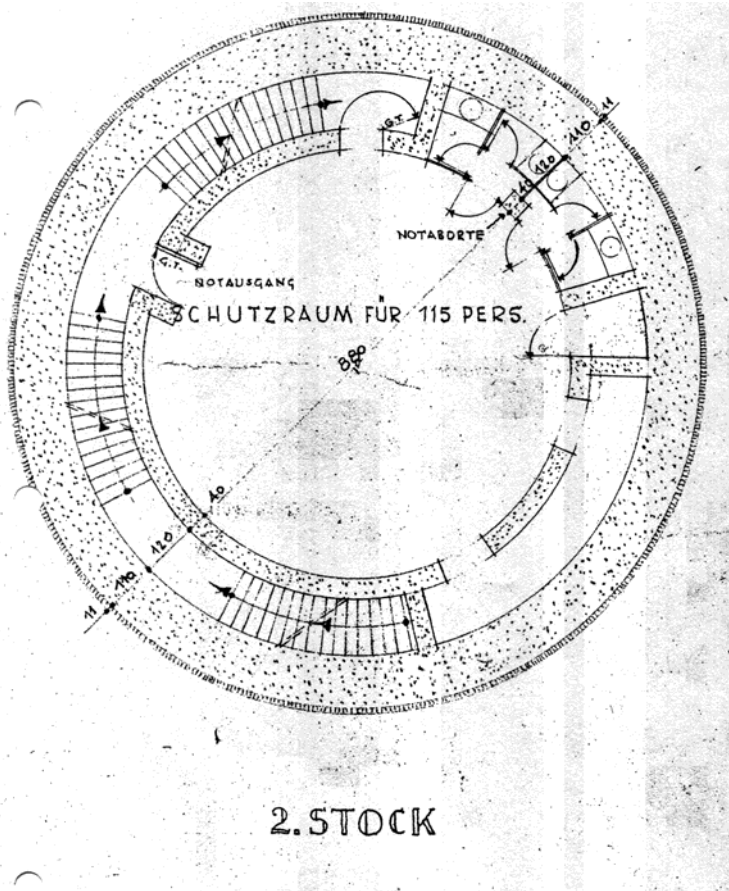 G.T.
11
110
120
40
NOTABORTE
G.T.
NOTAUSGANG
SCHUTZRAUM FÜR 115 PERS.
G.
880
40
120
110
11
2. STOCK